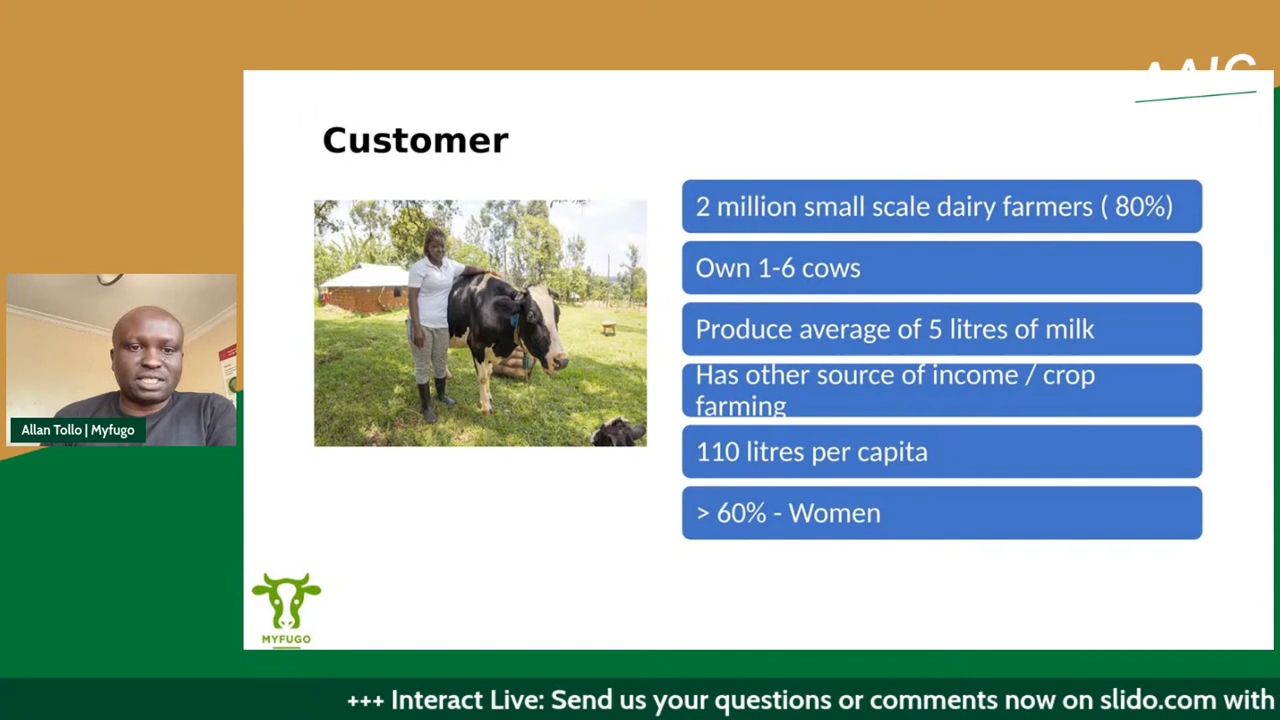 Customer
2 million small scale dairy farmers ( 80%)
Own 1-6 cows
Produce average of 5 litres of milk
Has other source of income / crop
farming
110 litres per capita
> 60% - Women
Allan Tollo | Myfugo
MYFUGO
+++ Interact Live: Send us your questions or comments now on slido.com with